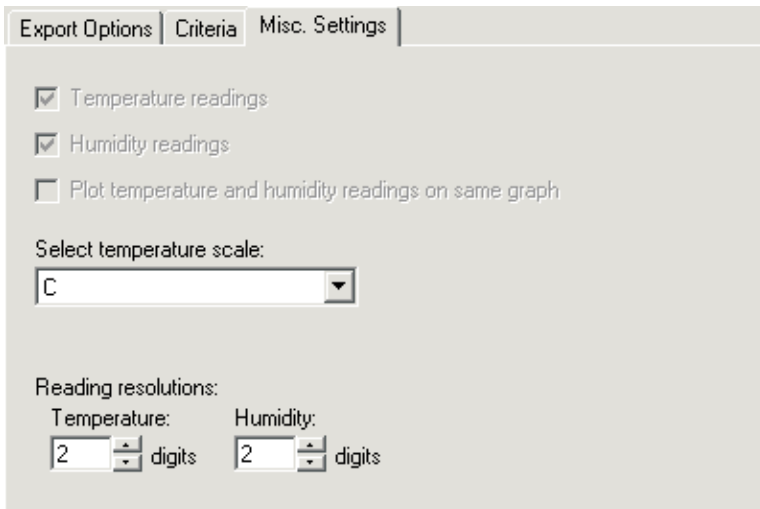 Export Options Criteria Misc. Settings
Temperature readings
Humidity readings
Plot temperature and humidity readings on same graph
Select temperature scale:
C
Reading resolutions:
Temperature: Humidity:
2 digits 2 digits